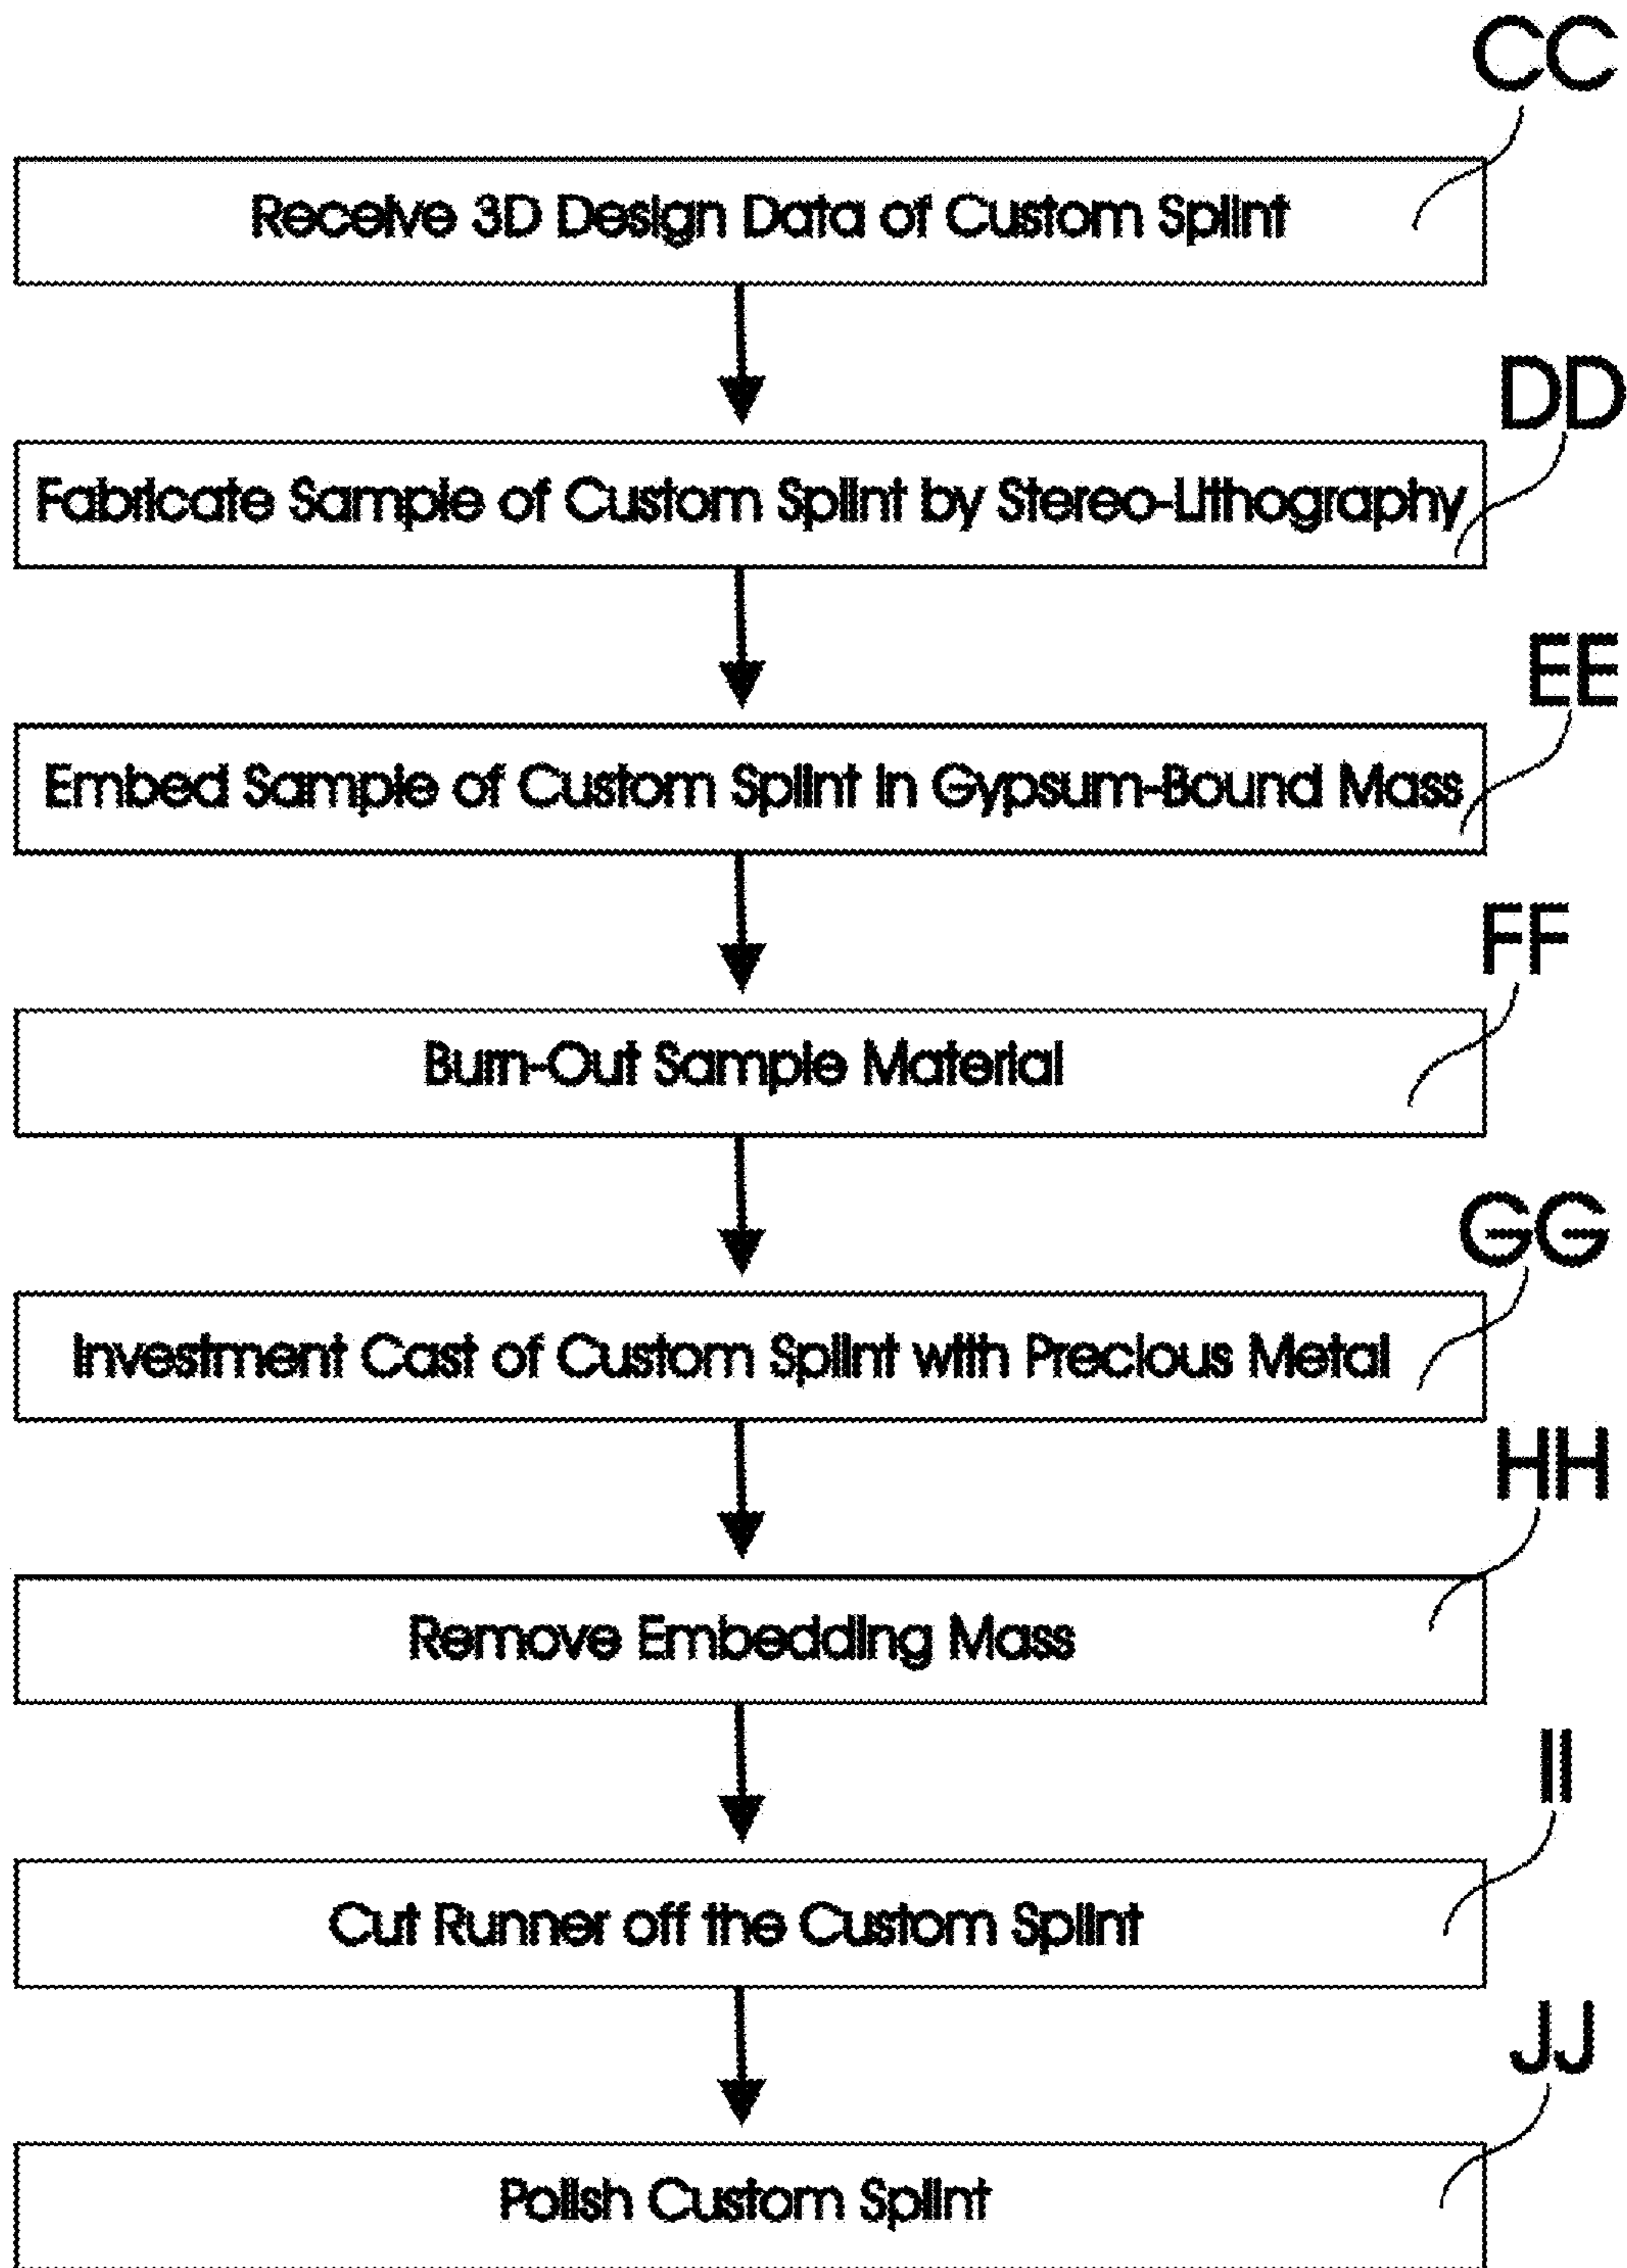 CC
Receive 3D Design Data of Custom Splint
DD
Fabricate Sample of Custom Splint by Stereo-Lithography
EE
Embed Sample of Custom Splint in Gypsum-Bound Mass
FF
Burn-Out Sample Material
GG
Investment Cast of Custom Splint with Precious Metal
HH
Remove Embedding Mass
II
Cut Runner off the Custom Splint
JJ
Polish Custom Splint